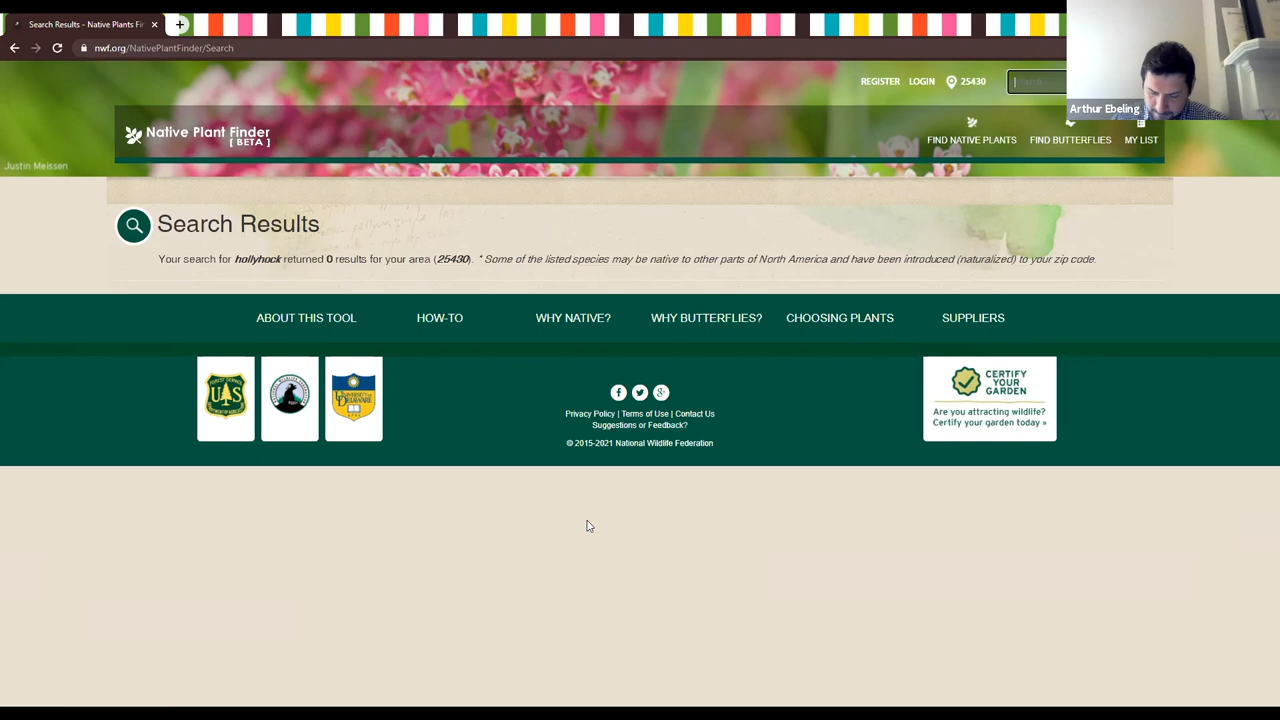 Search Results - Native Plants Fi
nwf.org/NativePlantFinder/Search
REGISTER LOGIN 25430
Arthur Ebeling
Native Plant Finder
[ BETA ]
FIND NATIVE PLANTS FIND BUTTERFLIES MY LIST
Justin Meissen
Search Results
Your search for hollyhock returned 0 results for your area (25430). * Some of the listed species may be native to other parts of North America and have been introduced (naturalized) to your zip code.
ABOUT THIS TOOL HOW-TO WHY NATIVE? WHY BUTTERFLIES? CHOOSING PLANTS SUPPLIERS
U S
CERTIFY
YOUR
GARDEN
Are you attracting wildlife?
Certify your garden today »
Privacy Policy | Terms of Use | Contact Us
Suggestions or Feedback?
© 2015-2021 National Wildlife Federation